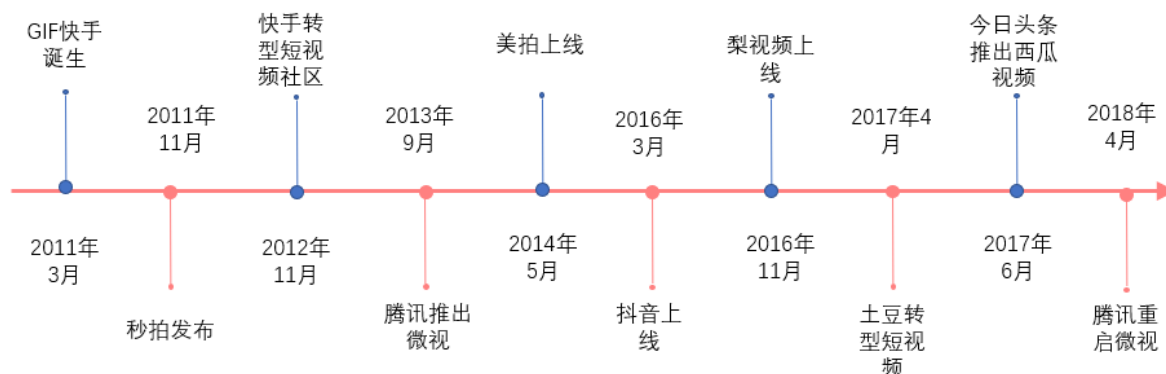 GIF快手
诞生
2011年
3月
2011年
11月
秒拍发布
快手转
型短视
频社区
2012年
11月
2013年
9月
腾讯推出
微视
美拍上线
2014年
5月
2016年
3月
抖音上
线
梨视频上
线
2016年
11月
2017年4
月
土豆转
型短视
频
今日头条
推出西瓜
视频
2017年
6月
2018年
4月
腾讯重
启微视